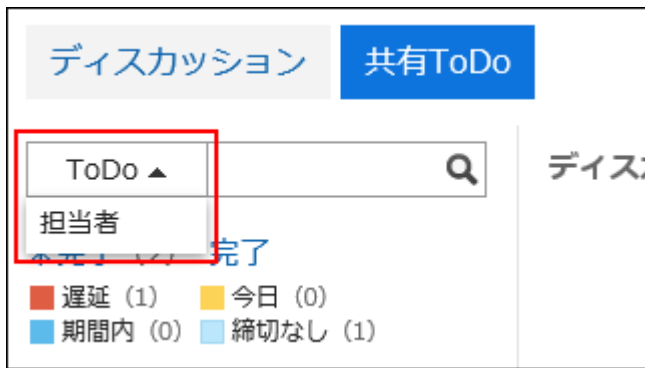 ディスカッション 共有ToDo
ToDo ▲ ディス
担当者
完了
遅延 (1) 今日 (0)
期間内 (0) 締切なし (1)